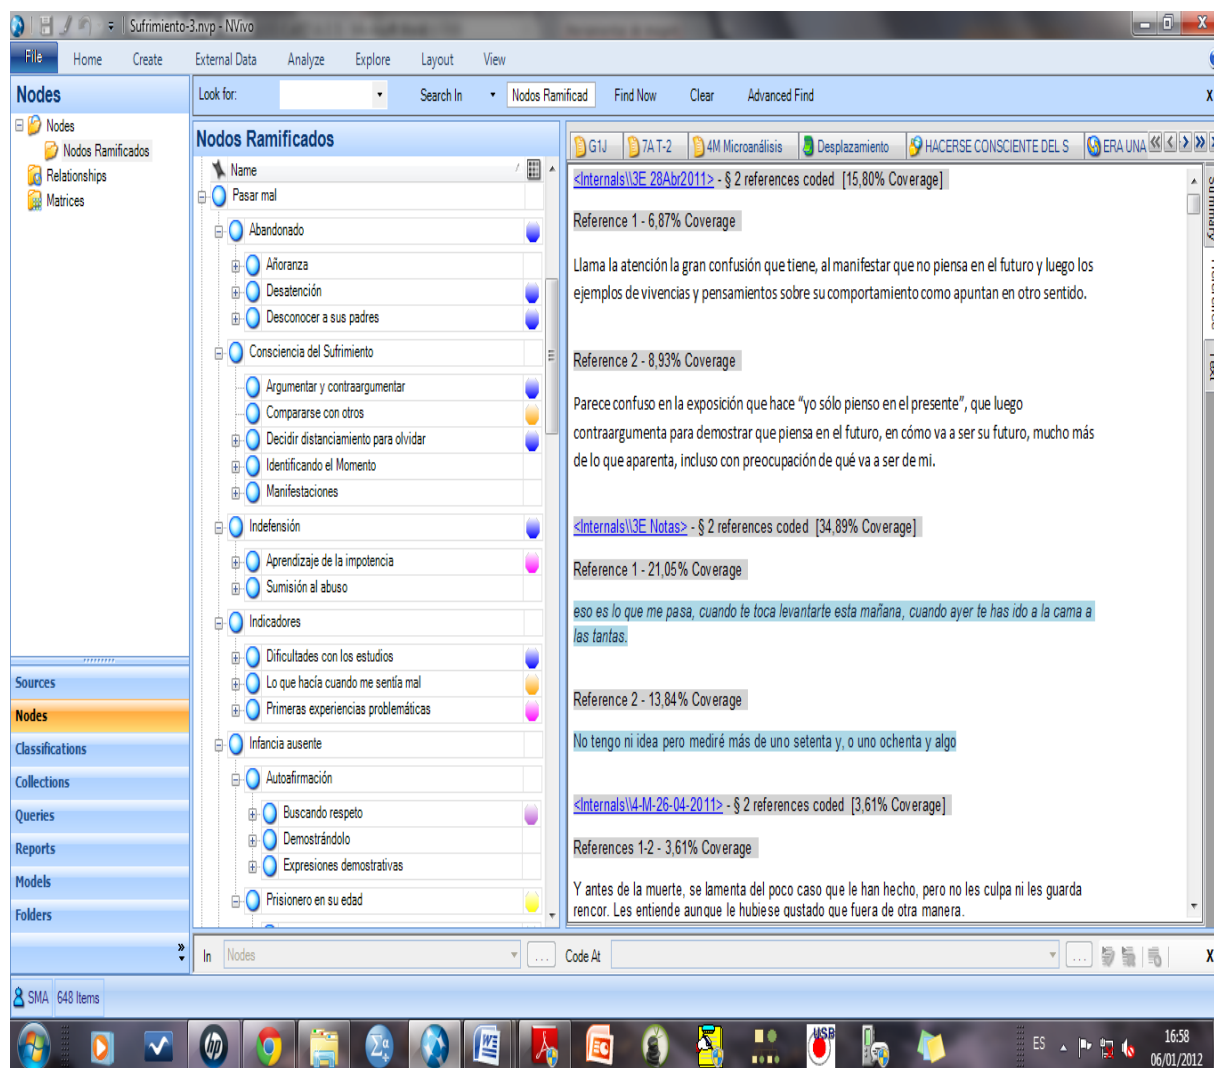 Sufrimiento-3.nvp - NVivo
File Home Create External Data Analyze Explore Layout View
Nodes
Nodes
Nodos Ramificados
Relationships
Matrices
Sources
Nodes
Classifications
Collections
Queries
Reports
Models
Folders
Look for: Search In Nodos Ramificad Find Now Clear Advanced Find X
Nodos Ramificados
Name
Pasar mal
Abandonado
Añoranza
Desatención
Desconocer a sus padres
Consciencia del Sufrimiento
Argumentar y contraargumentar
Compararse con otros
Decidir distanciamiento para olvidar
Identificando el Momento
Manifestaciones
Indefensión
Aprendizaje de la impotencia
Sumisión al abuso
Indicadores
Dificultades con los estudios
Lo que hacía cuando me sentía mal
Primeras experiencias problemáticas
Infancia ausente
Autoafirmación
Buscando respeto
Demostrándolo
Expresiones demostrativas
Prisionero en su edad
G1J 7A T-2 4M Microanálisis Desplazamiento HACERSE CONSCIENTE DEL S ERA UNA
<Internals\\3E 28Abr2011> - § 2 references coded [15,80% Coverage]
Reference 1 - 6,87% Coverage
Llama la atención la gran confusión que tiene, al manifestar que no piensa en el futuro y luego los
ejemplos de vivencias y pensamientos sobre su comportamiento como apuntan en otro sentido.
Reference 2 - 8,93% Coverage
Parece confuso en la exposición que hace “yo sólo pienso en el presente”, que luego
contraargumenta para demostrar que piensa en el futuro, en cómo va a ser su futuro, mucho más
de lo que aparenta, incluso con preocupación de qué va a ser de mi.
<Internals\\3E Notas> - § 2 references coded [34,89% Coverage]
Reference 1 - 21,05% Coverage
eso es lo que me pasa, cuando te toca levantarte esta mañana, cuando ayer te has ido a la cama a
las tantas.
Reference 2 - 13,84% Coverage
No tengo ni idea pero mediré más de uno setenta y, o uno ochenta y algo
<Internals\\4-M-26-04-2011> - § 2 references coded [3,61% Coverage]
References 1-2 - 3,61% Coverage
Y antes de la muerte, se lamenta del poco caso que le han hecho, pero no les culpa ni les guarda
rencor. Les entiende aunque le hubiese gustado que fuera de otra manera.
Summary
Reference
Text
In Nodes ... Code At ... X
SMA 648 Items
hp
USB
ES 16:58
06/01/2012